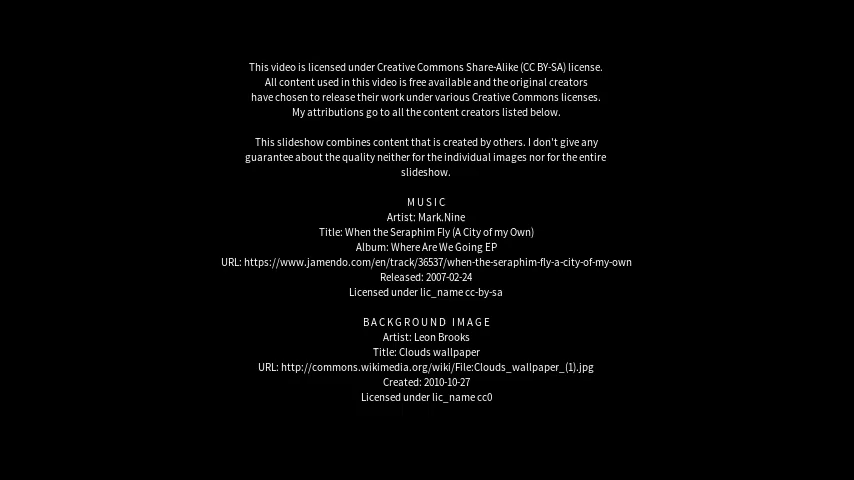 This video is licensed under Creative Commons Share-Alike (CC BY-SA) license.
All content used in this video is free available and the original creators
have chosen to release their work under various Creative Commons licenses.
My attributions go to all the content creators listed below.
This slideshow combines content that is created by others. I don't give any
guarantee about the quality neither for the individual images nor for the entire
slideshow.
MUSIC
Artist: Mark.Nine
Title: When the Seraphim Fly (A City of my Own)
Album: Where Are We Going EP
URL: https://www.jamendo.com/en/track/36537/when-the-seraphim-fly-a-city-of-my-own
Released: 2007-02-24
Licensed under lic_name cc-by-sa
BACKGROUND IMAGE
Artist: Leon Brooks
Title: Clouds wallpaper
URL: http://commons.wikimedia.org/wiki/File:Clouds_wallpaper_(1).jpg
Created: 2010-10-27
Licensed under lic_name cc0